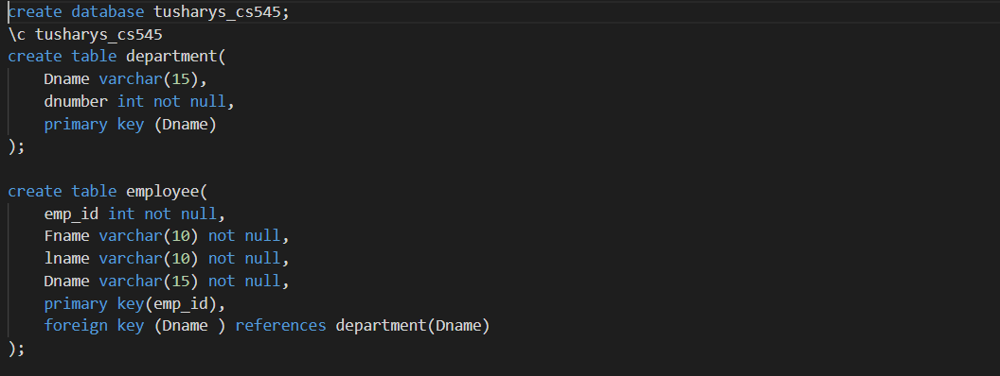 create database tusharys_cs545;
\c tusharys_cs545
create table department(
    Dname varchar(15),
    dnumber int not null,
    primary key (Dname)
);

create table employee(
    emp_id int not null,
    Fname varchar(10) not null,
    lname varchar(10) not null,
    Dname varchar(15) not null,
    primary key(emp_id),
    foreign key (Dname ) references department(Dname)
);